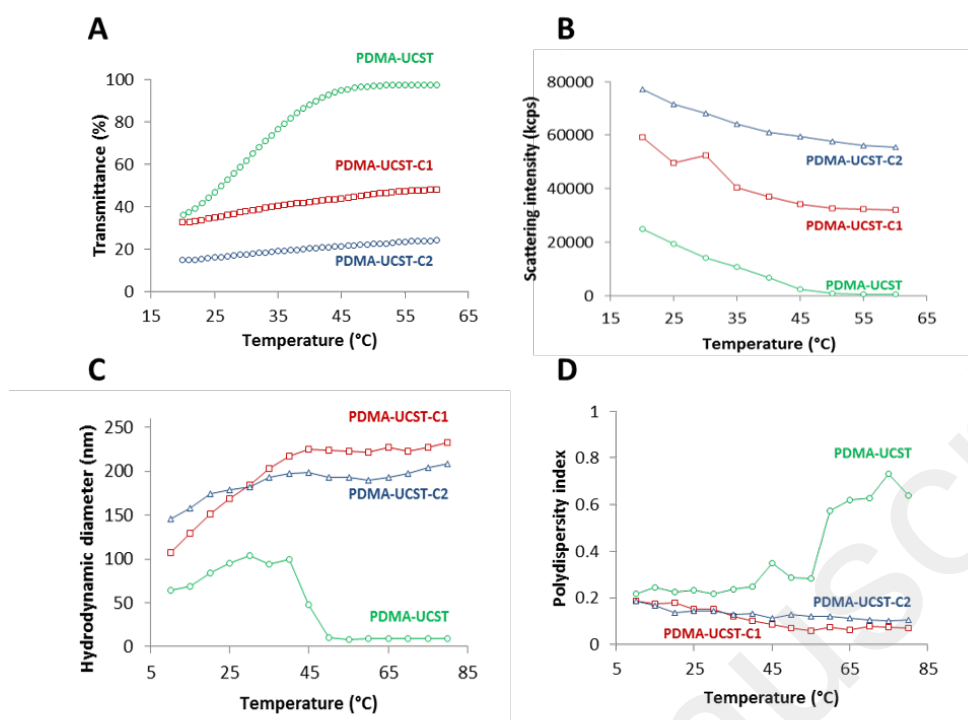 A
PDMA-UCST
100
80
60
40
20
0
PDMA-UCST-C1
PDMA-UCST-C2
15 25 35 45 55 65
Transmittance (%)
Temperature (°C)
B
80000
60000
40000
20000
0
PDMA-UCST-C2
PDMA-UCST-C1
PDMA-UCST
15 25 35 45 55 65
Scattering intensity (kcps)
Temperature (°C)
C
250
200
150
100
50
0
PDMA-UCST-C1
PDMA-UCST-C2
PDMA-UCST
5 25 45 65 85
Hydrodynamic diameter (nm)
Temperature (°C)
D
1
0.8
0.6
0.4
0.2
0
PDMA-UCST
PDMA-UCST-C2
PDMA-UCST-C1
5 25 45 65 85
Polydispersity index
Temperature (°C)